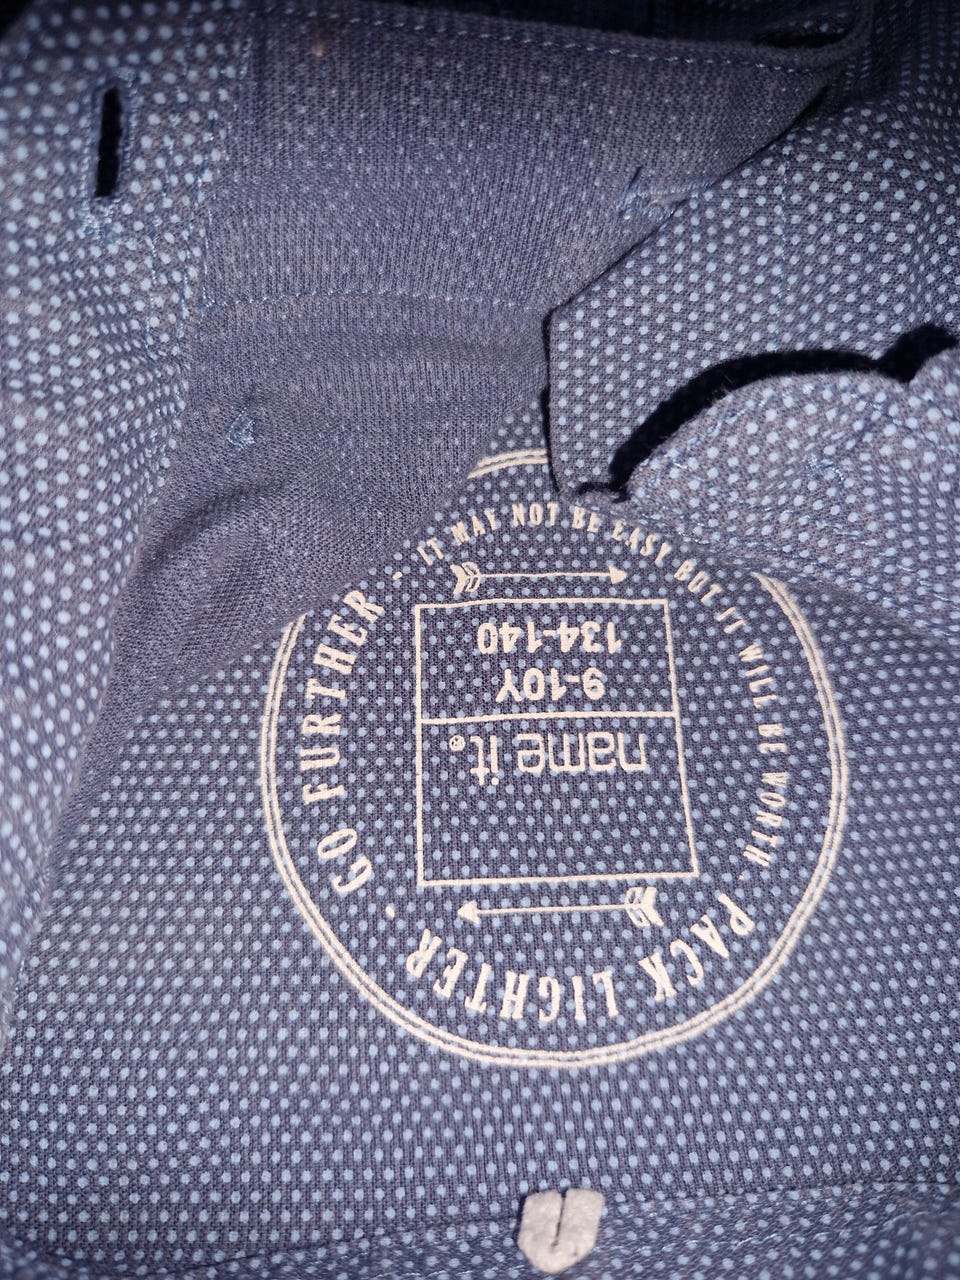 name it.®
9-10Y
134-140
PACK LIGHTER · GO FURTHER -
IT MAY NOT BE EASY BUT IT WILL BE WORTH ·